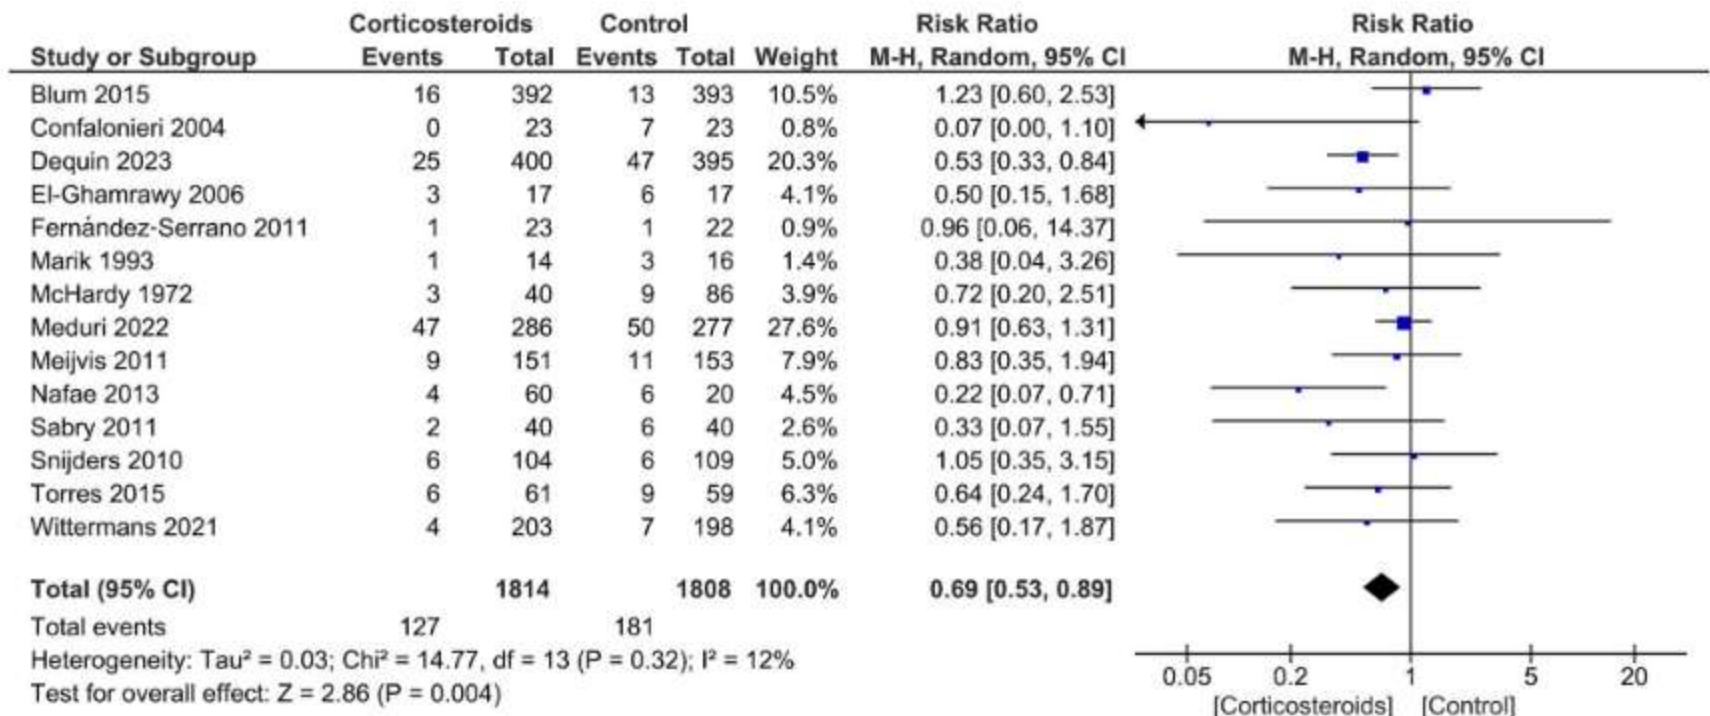 Corticosteroids Control Risk Ratio Risk Ratio
Study or Subgroup Events Total Events Total Weight M-H, Random, 95% CI M-H, Random, 95% CI
Blum 2015 16 392 13 393 10.5% 1.23 [0.60, 2.53]
Confalonieri 2004 0 23 7 23 0.8% 0.07 [0.00, 1.10]
Dequin 2023 25 400 47 395 20.3% 0.53 [0.33, 0.84]
El-Ghamrawy 2006 3 17 6 17 4.1% 0.50 [0.15, 1.68]
Fernández-Serrano 2011 1 23 1 22 0.9% 0.96 [0.06, 14.37]
Marik 1993 1 14 3 16 1.4% 0.38 [0.04, 3.26]
McHardy 1972 3 40 9 86 3.9% 0.72 [0.20, 2.51]
Meduri 2022 47 286 50 277 27.6% 0.91 [0.63, 1.31]
Meijvis 2011 9 151 11 153 7.9% 0.83 [0.35, 1.94]
Nafae 2013 4 60 6 20 4.5% 0.22 [0.07, 0.71]
Sabry 2011 2 40 6 40 2.6% 0.33 [0.07, 1.55]
Snijders 2010 6 104 6 109 5.0% 1.05 [0.35, 3.15]
Torres 2015 6 61 9 59 6.3% 0.64 [0.24, 1.70]
Wittermans 2021 4 203 7 198 4.1% 0.56 [0.17, 1.87]
Total (95% CI) 1814 1808 100.0% 0.69 [0.53, 0.89]
Total events 127 181
Heterogeneity: Tau² = 0.03; Chi² = 14.77, df = 13 (P = 0.32); I² = 12%
Test for overall effect: Z = 2.86 (P = 0.004)
0.05 0.2 1 5 20
[Corticosteroids] [Control]